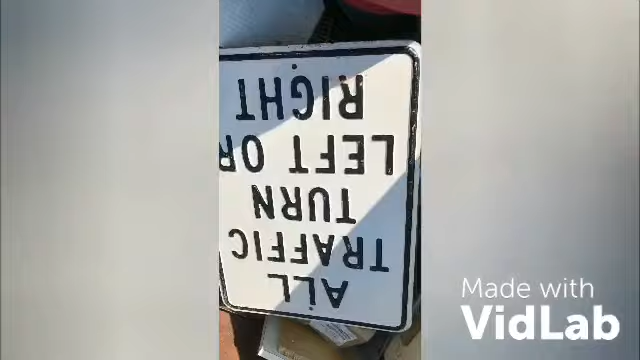 ALL
TRAFFIC
TURN
LEFT OR
RIGHT
Made with
VidLab